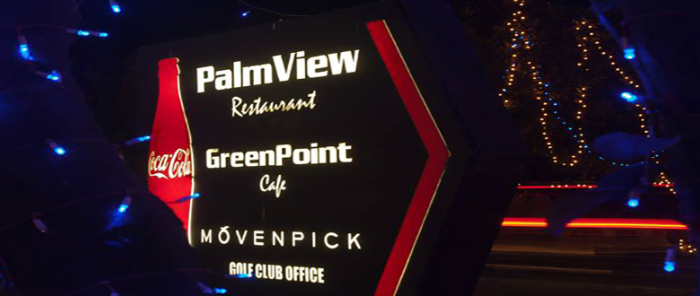 PalmView
Restaurant
Coca-Cola
GreenPoint
Cafe
MÖVENPICK
GOLF CLUB OFFICE